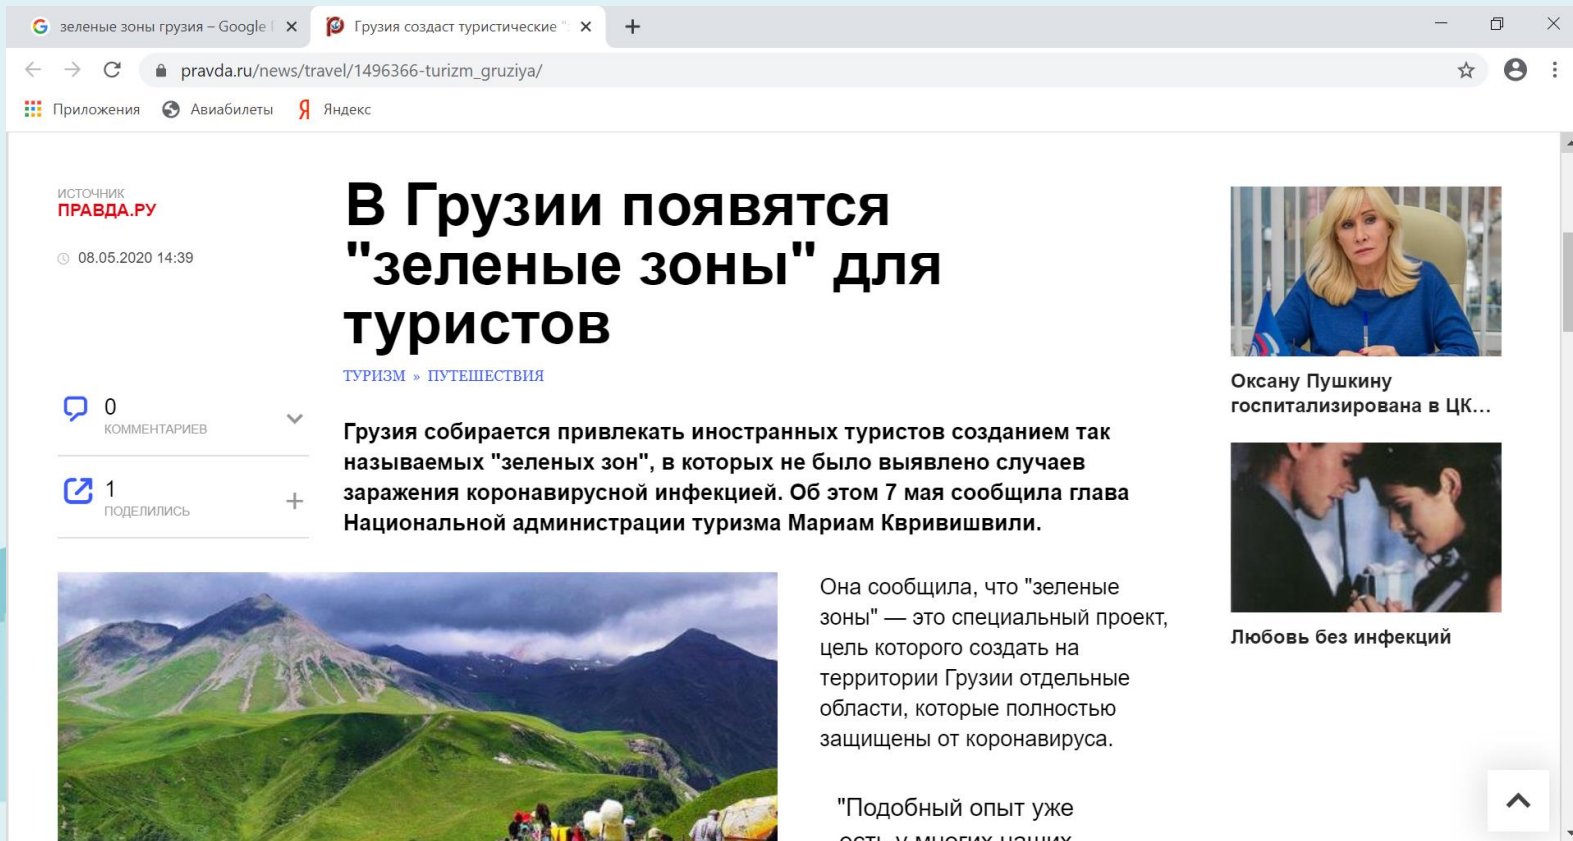 зеленые зоны грузия – Google
Грузия создаст туристические "
pravda.ru/news/travel/1496366-turizm_gruziya/
Приложения
Авиабилеты
Яндекс
ИСТОЧНИК
ПРАВДА.РУ
08.05.2020 14:39
0
КОММЕНТАРИЕВ
1
ПОДЕЛИЛИСЬ
В Грузии появятся
"зеленые зоны" для
туристов
ТУРИЗМ » ПУТЕШЕСТВИЯ
Грузия собирается привлекать иностранных туристов созданием так
называемых "зеленых зон", в которых не было выявлено случаев
заражения коронавирусной инфекцией. Об этом 7 мая сообщила глава
Национальной администрации туризма Мариам Квривишвили.
Она сообщила, что "зеленые
зоны" — это специальный проект,
цель которого создать на
территории Грузии отдельные
области, которые полностью
защищены от коронавируса.
"Подобный опыт уже
есть у многих наших
Оксану Пушкину
госпитализирована в ЦК...
Любовь без инфекций